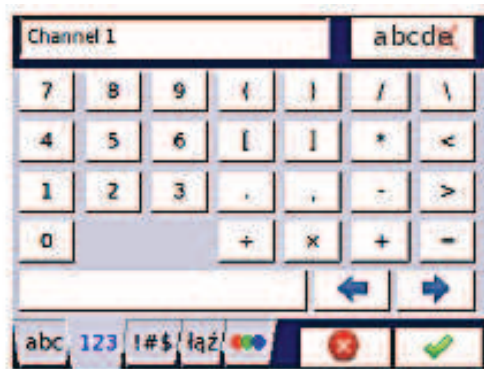 Channel 1 abcde
7 8 9 { } / \
4 5 6 [ ] * <
1 2 3 . , - >
0 ÷ × + =
abc 123 !#$ łąź